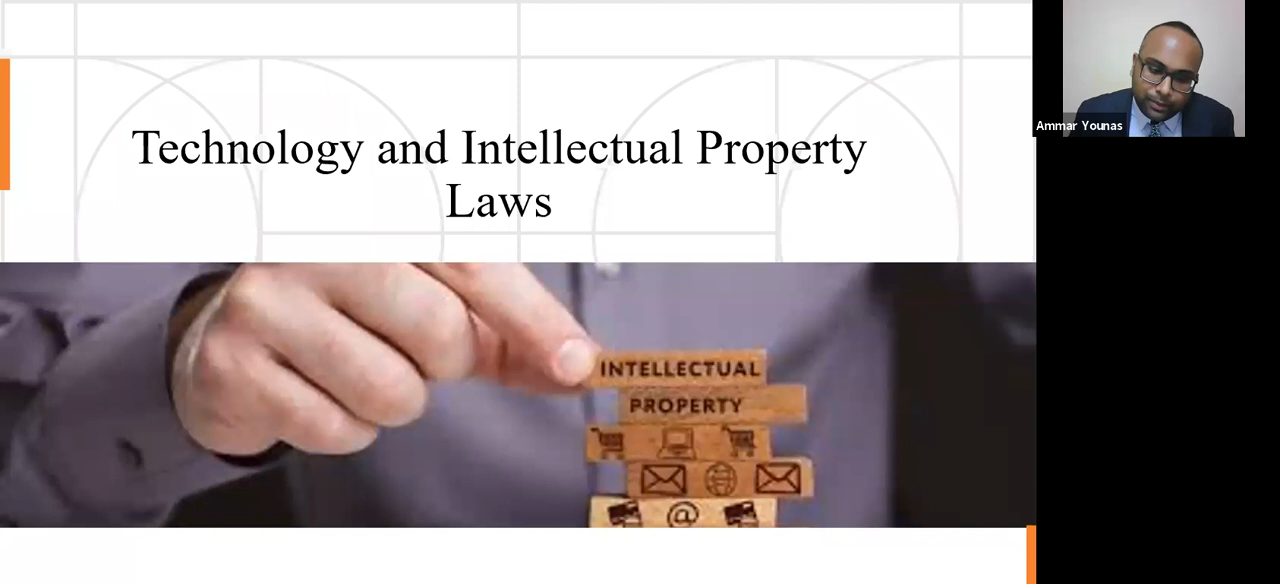 Technology and Intellectual Property
Laws
Ammar Younas
INTELLECTUAL
PROPERTY
@